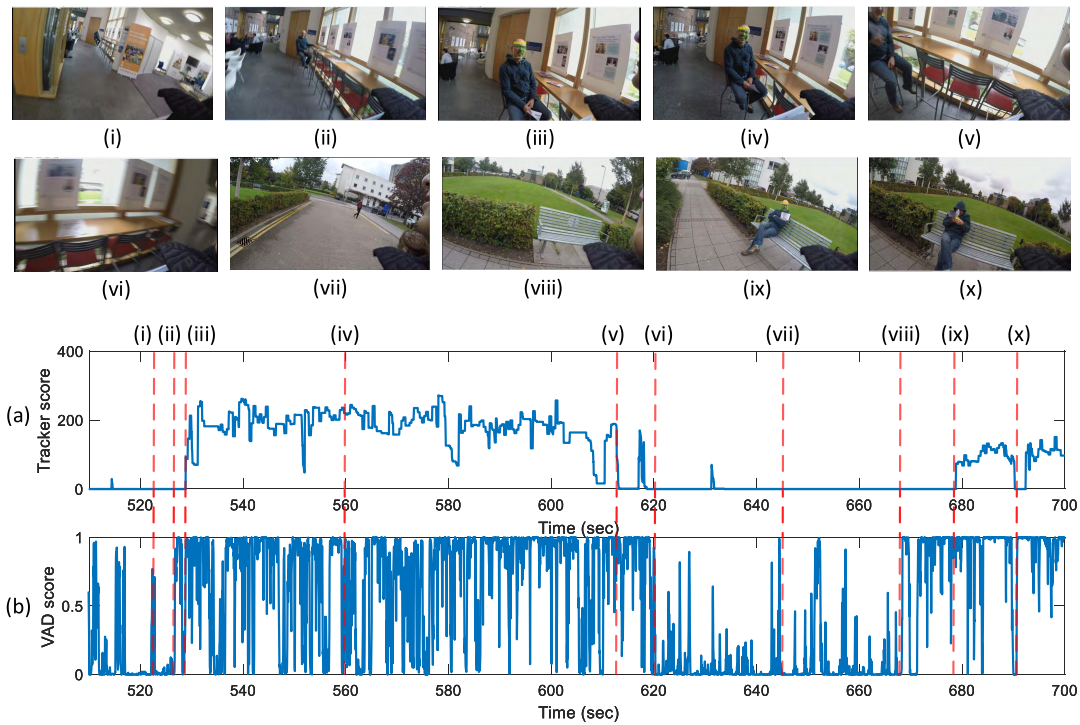 (i) (ii) (iii) (iv) (v)
(vi) (vii) (viii) (ix) (x)
(i) (ii) (iii) (iv) (v) (vi) (vii) (viii) (ix) (x)
(a)
Tracker score
400
200
0
520 540 560 580 600 620 640 660 680 700
Time (sec)
(b)
VAD score
1
0.5
0
520 540 560 580 600 620 640 660 680 700
Time (sec)